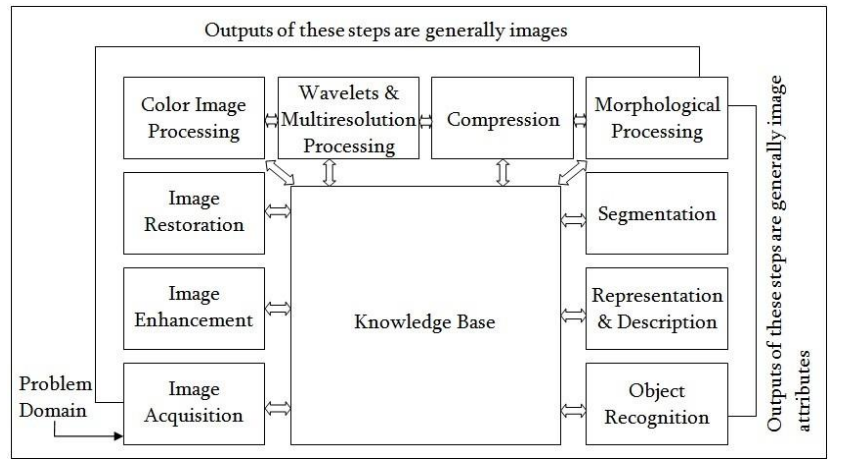 Outputs of these steps are generally images
Color Image
Processing
Wavelets &
Multiresolution
Processing
Compression
Morphological
Processing
Image
Restoration
Segmentation
Image
Enhancement
Knowledge Base
Representation
& Description
Problem
Domain
Image
Acquisition
Object
Recognition
Outputs of these steps are generally image
attributes